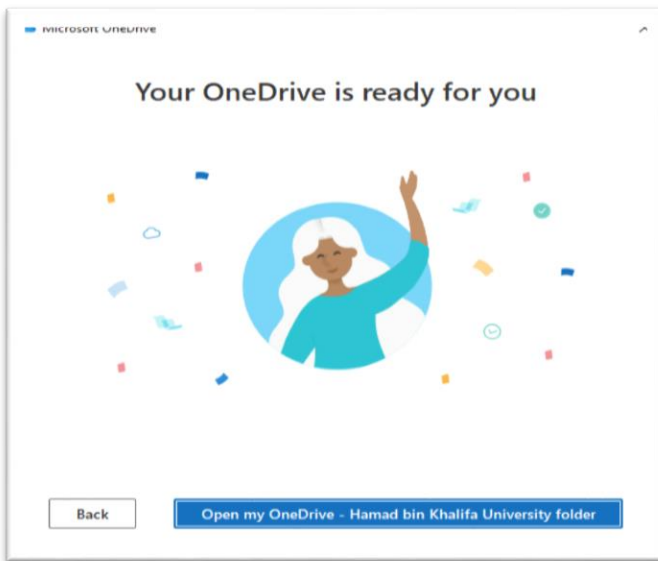 Microsoft OneDrive
Your OneDrive is ready for you
Back
Open my OneDrive - Hamad bin Khalifa University folder